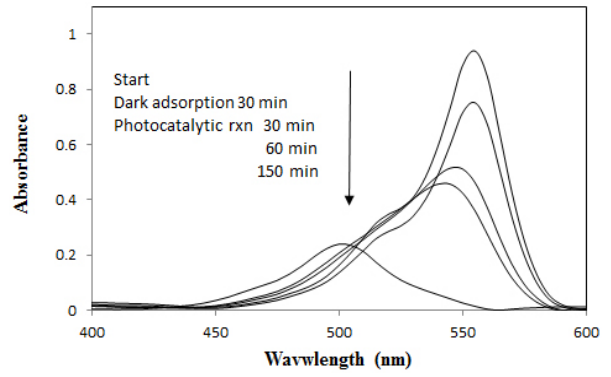 1
0.8
0.6
0.4
0.2
0
400
450
500
550
600
Absorbance
Wavwlength (nm)
Start
Dark adsorption 30 min
Photocatalytic rxn 30 min
60 min
150 min